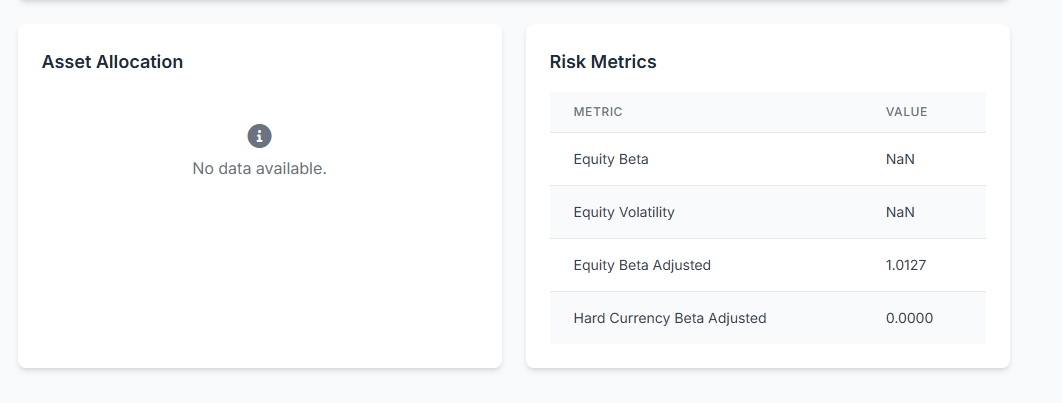 Asset Allocation
No data available.
Risk Metrics
METRIC VALUE
Equity Beta NaN
Equity Volatility NaN
Equity Beta Adjusted 1.0127
Hard Currency Beta Adjusted 0.0000